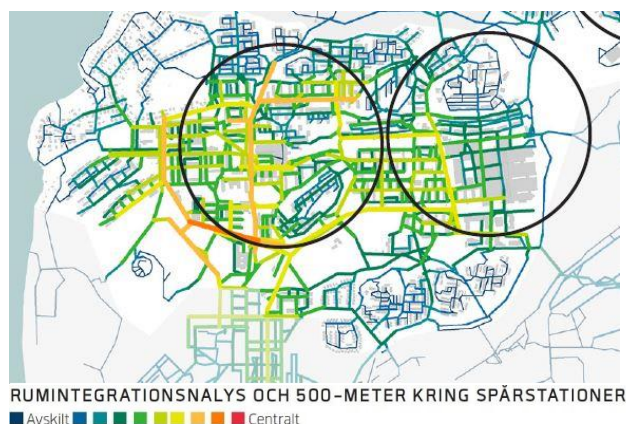 RUMINTEGRATIONSNALYS OCH 500-METER KRING SPÅRSTATIONER
Avskilt Centralt